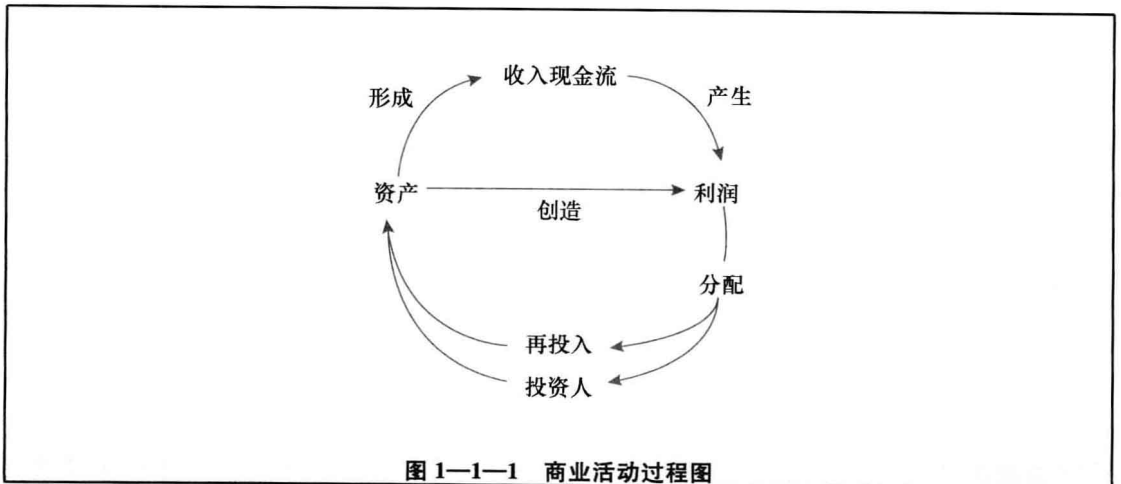 收入现金流
形成
产生
资产
利润
创造
分配
再投入
投资人
图 1—1—1 商业活动过程图